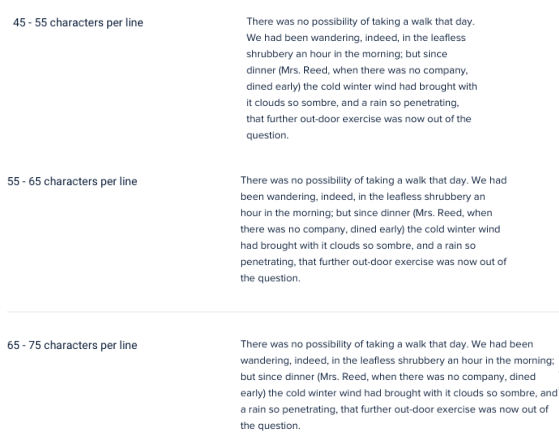 45 - 55 characters per line
There was no possibility of taking a walk that day.
We had been wandering, indeed, in the leafless
shrubbery an hour in the morning; but since
dinner (Mrs. Reed, when there was no company,
dined early) the cold winter wind had brought with
it clouds so sombre, and a rain so penetrating,
that further out-door exercise was now out of the
question.
55 - 65 characters per line
There was no possibility of taking a walk that day. We had
been wandering, indeed, in the leafless shrubbery an
hour in the morning; but since dinner (Mrs. Reed, when
there was no company, dined early) the cold winter wind
had brought with it clouds so sombre, and a rain so
penetrating, that further out-door exercise was now out of
the question.
65 - 75 characters per line
There was no possibility of taking a walk that day. We had been
wandering, indeed, in the leafless shrubbery an hour in the morning;
but since dinner (Mrs. Reed, when there was no company, dined
early) the cold winter wind had brought with it clouds so sombre, and
a rain so penetrating, that further out-door exercise was now out of
the question.